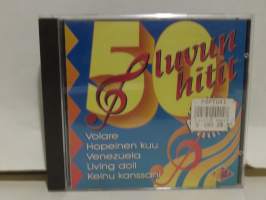 50
luvun
hitit
Volare
Hopeinen kuu
Venezuela
Living doll
Keinu kanssani